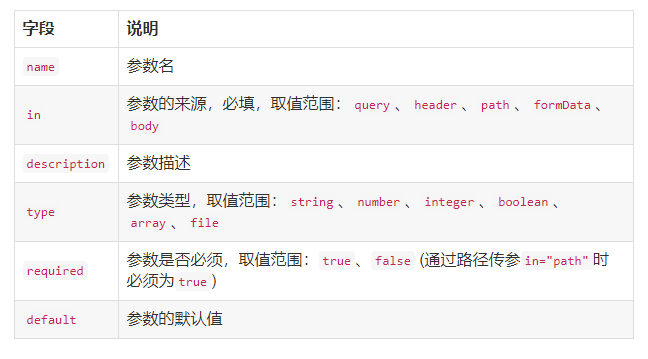 字段 说明
name 参数名
参数的来源，必填，取值范围： query 、 header 、 path 、 formData 、
in
body
description 参数描述
参数类型，取值范围： string 、 number 、 integer 、 boolean 、
type
array 、 file
参数是否必须，取值范围： true 、 false (通过路径传参 in="path" 时
required
必须为 true )
default 参数的默认值